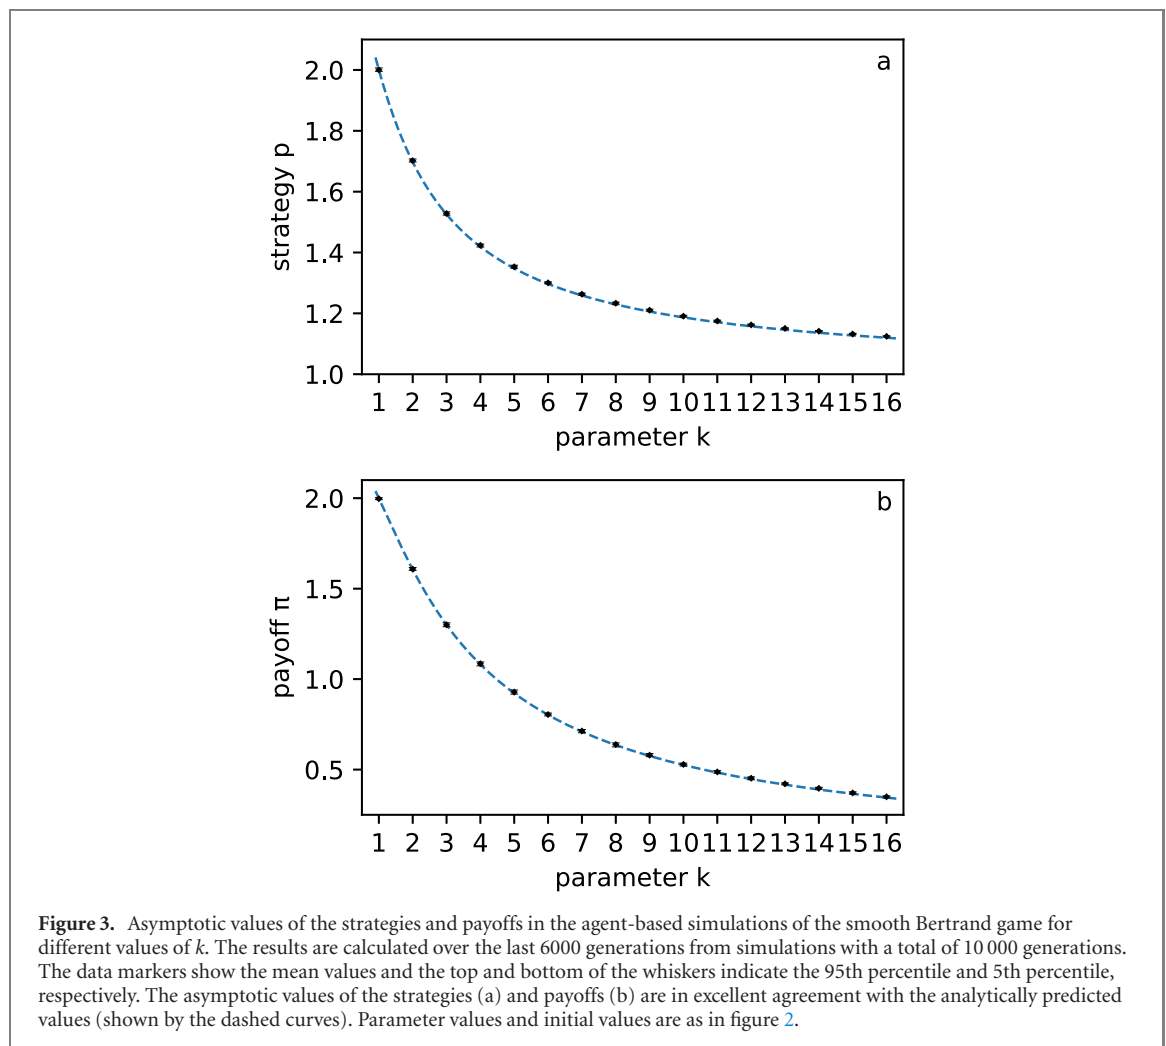 a
2.0
1.8
1.6
1.4
1.2
1.0
strategy p
1 2 3 4 5 6 7 8 9 10 11 12 13 14 15 16
parameter k
b
2.0
1.5
1.0
0.5
payoff π
1 2 3 4 5 6 7 8 9 10 11 12 13 14 15 16
parameter k
Figure 3. Asymptotic values of the strategies and payoffs in the agent-based simulations of the smooth Bertrand game for
different values of k. The results are calculated over the last 6000 generations from simulations with a total of 10 000 generations.
The data markers show the mean values and the top and bottom of the whiskers indicate the 95th percentile and 5th percentile,
respectively. The asymptotic values of the strategies (a) and payoffs (b) are in excellent agreement with the analytically predicted
values (shown by the dashed curves). Parameter values and initial values are as in figure 2.